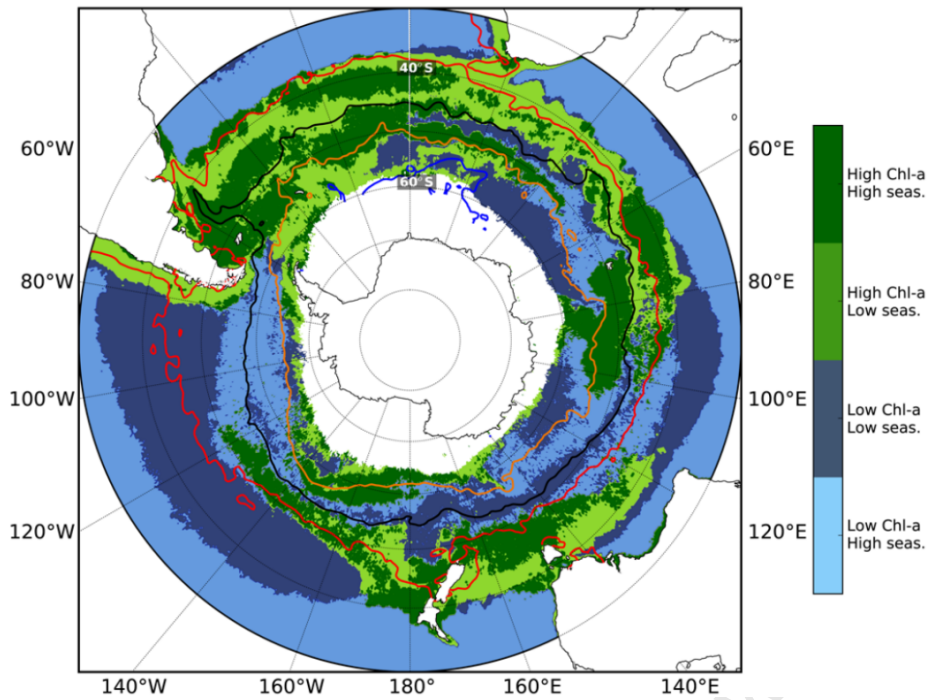 40°S
60°S
60°W
80°W
100°W
120°W
140°W
160°W
180°
160°E
140°E
120°E
100°E
80°E
60°E
High Chl-a
High seas.
High Chl-a
Low seas.
Low Chl-a
Low seas.
Low Chl-a
High seas.